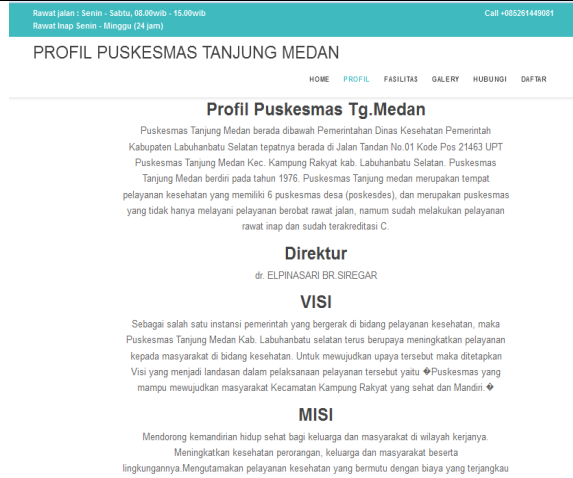 Rawat jalan : Senin - Sabtu, 08.00wib - 15.00wib
Call +085261449081
Rawat Inap Senin - Minggu (24 jam)
PROFIL PUSKESMAS TANJUNG MEDAN
HOME PROFIL FASILITAS GALERY HUBUNGI DAFTAR
Profil Puskesmas Tg.Medan
Puskesmas Tanjung Medan berada dibawah Pemerintahan Dinas Kesehatan Pemerintah
Kabupaten Labuhanbatu Selatan tepatnya berada di Jalan Tandan No.01 Kode Pos 21463 UPT
Puskesmas Tanjung Medan Kec. Kampung Rakyat kab. Labuhanbatu Selatan. Puskesmas
Tanjung Medan berdiri pada tahun 1976. Puskesmas Tanjung medan merupakan tempat
pelayanan kesehatan yang memiliki 6 puskesmas desa (poskesdes), dan merupakan puskesmas
yang tidak hanya melayani pelayanan berobat rawat jalan, namum sudah melakukan pelayanan
rawat inap dan sudah terakreditasi C.
Direktur
dr. ELPINASARI BR.SIREGAR
VISI
Sebagai salah satu instansi pemerintah yang bergerak di bidang pelayanan kesehatan, maka
Puskesmas Tanjung Medan Kab. Labuhanbatu selatan terus berupaya meningkatkan pelayanan
kepada masyarakat di bidang kesehatan. Untuk mewujudkan upaya tersebut maka ditetapkan
Visi yang menjadi landasan dalam pelaksanaan pelayanan tersebut yaitu �Puskesmas yang
mampu mewujudkan masyarakat Kecamatan Kampung Rakyat yang sehat dan Mandiri.�
MISI
Mendorong kemandirian hidup sehat bagi keluarga dan masyarakat di wilayah kerjanya.
Meningkatkan kesehatan perorangan, keluarga dan masyarakat beserta
lingkungannya.Mengutamakan pelayanan kesehatan yang bermutu dengan biaya yang terjangkau